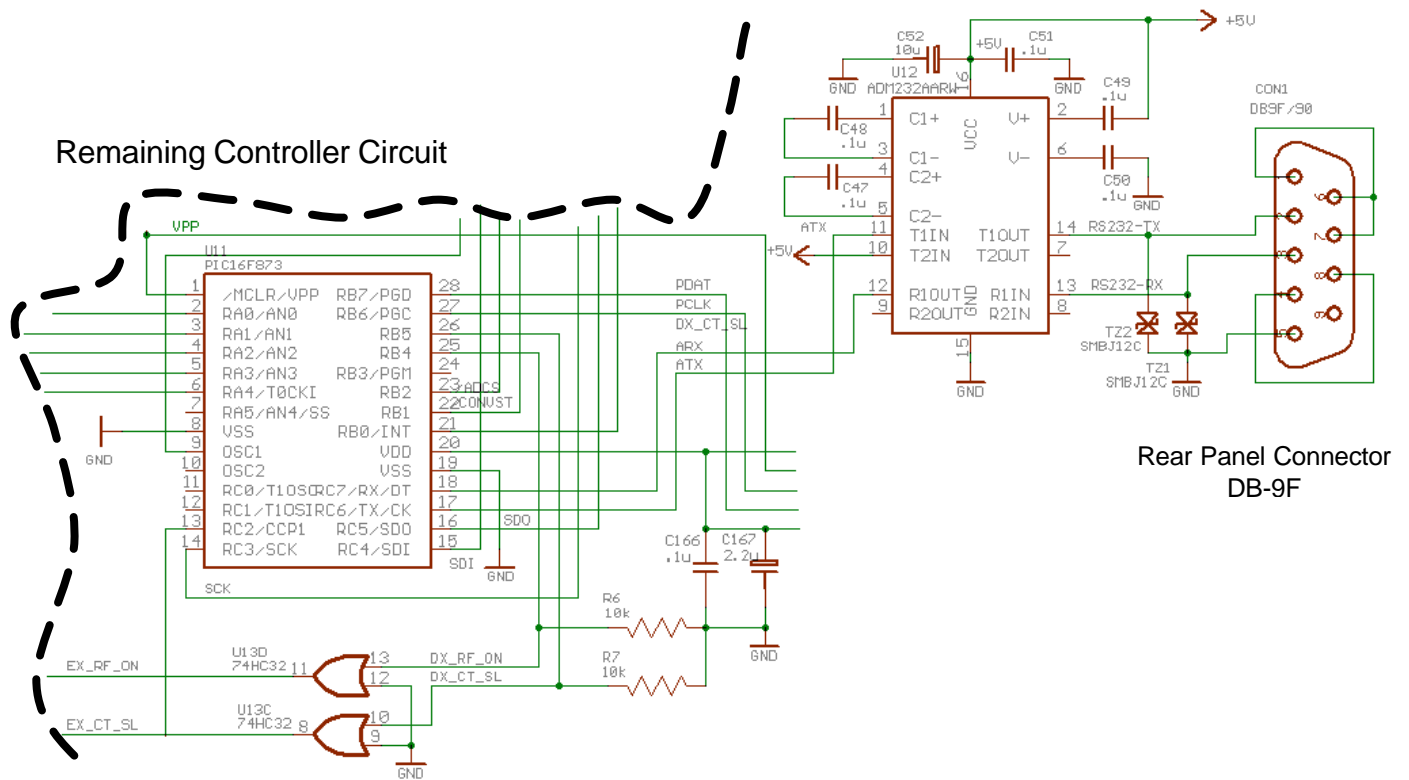 Remaining Controller Circuit
+5V
C52
10u
+5V
C51
.1u
GND
GND
U12
ADM232AARW
16
VCC
1 C1+
3 C1-
4 C2+
5 C2-
11 T1IN
10 T2IN
12 R1OUT
9 R2OUT
V+ 2
V- 6
T1OUT 14
T2OUT 7
R1IN 13
R2IN 8
GND
15
GND
C48
.1u
C47
.1u
ATX
+5V
C49
.1u
C50
.1u
GND
RS232-TX
RS232-RX
TZ2
SMBJ12C
TZ1
SMBJ12C
GND
CON1
DB9F/90
1
2
3
4
5
6
7
8
9
Rear Panel Connector
DB-9F
VPP
U11
PIC16F873
1 /MCLR/VPP RB7/PGD 28
2 RA0/AN0 RB6/PGC 27
3 RA1/AN1 RB5 26
4 RA2/AN2 RB4 25
5 RA3/AN3 RB3/PGM 24
6 RA4/T0CKI RB2 23
7 RA5/AN4/SS RB1 22
8 VSS RB0/INT 21
9 OSC1 VDD 20
10 OSC2 VSS 19
11 RC0/T1OSO RC7/RX/DT 18
12 RC1/T1OSI RC6/TX/CK 17
13 RC2/CCP1 RC5/SDO 16
14 RC3/SCK RC4/SDI 15
/ADCS
CONVST
GND
PDAT
PCLK
DX_CT_SL
ARX
ATX
SDO
SDI
GND
SCK
C166
.1u
C167
2.2u
R6
10k
R7
10k
GND
EX_RF_ON
U13D
74HC32
11
13
12
DX_RF_ON
DX_CT_SL
EX_CT_SL
U13C
74HC32
8
10
9
GND